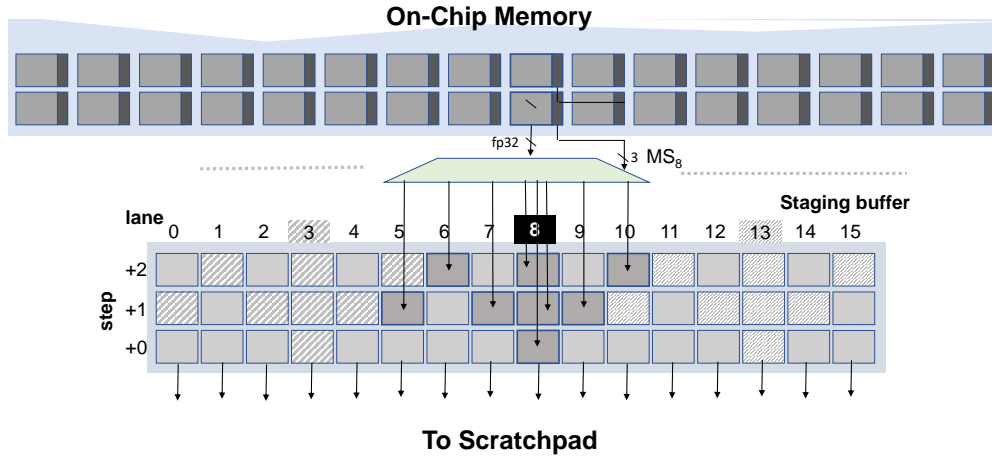 On-Chip Memory
fp32
3 MS8
Staging buffer
lane
0 1 2 3 4 5 6 7 8 9 10 11 12 13 14 15
+2
step
+1
+0
To Scratchpad